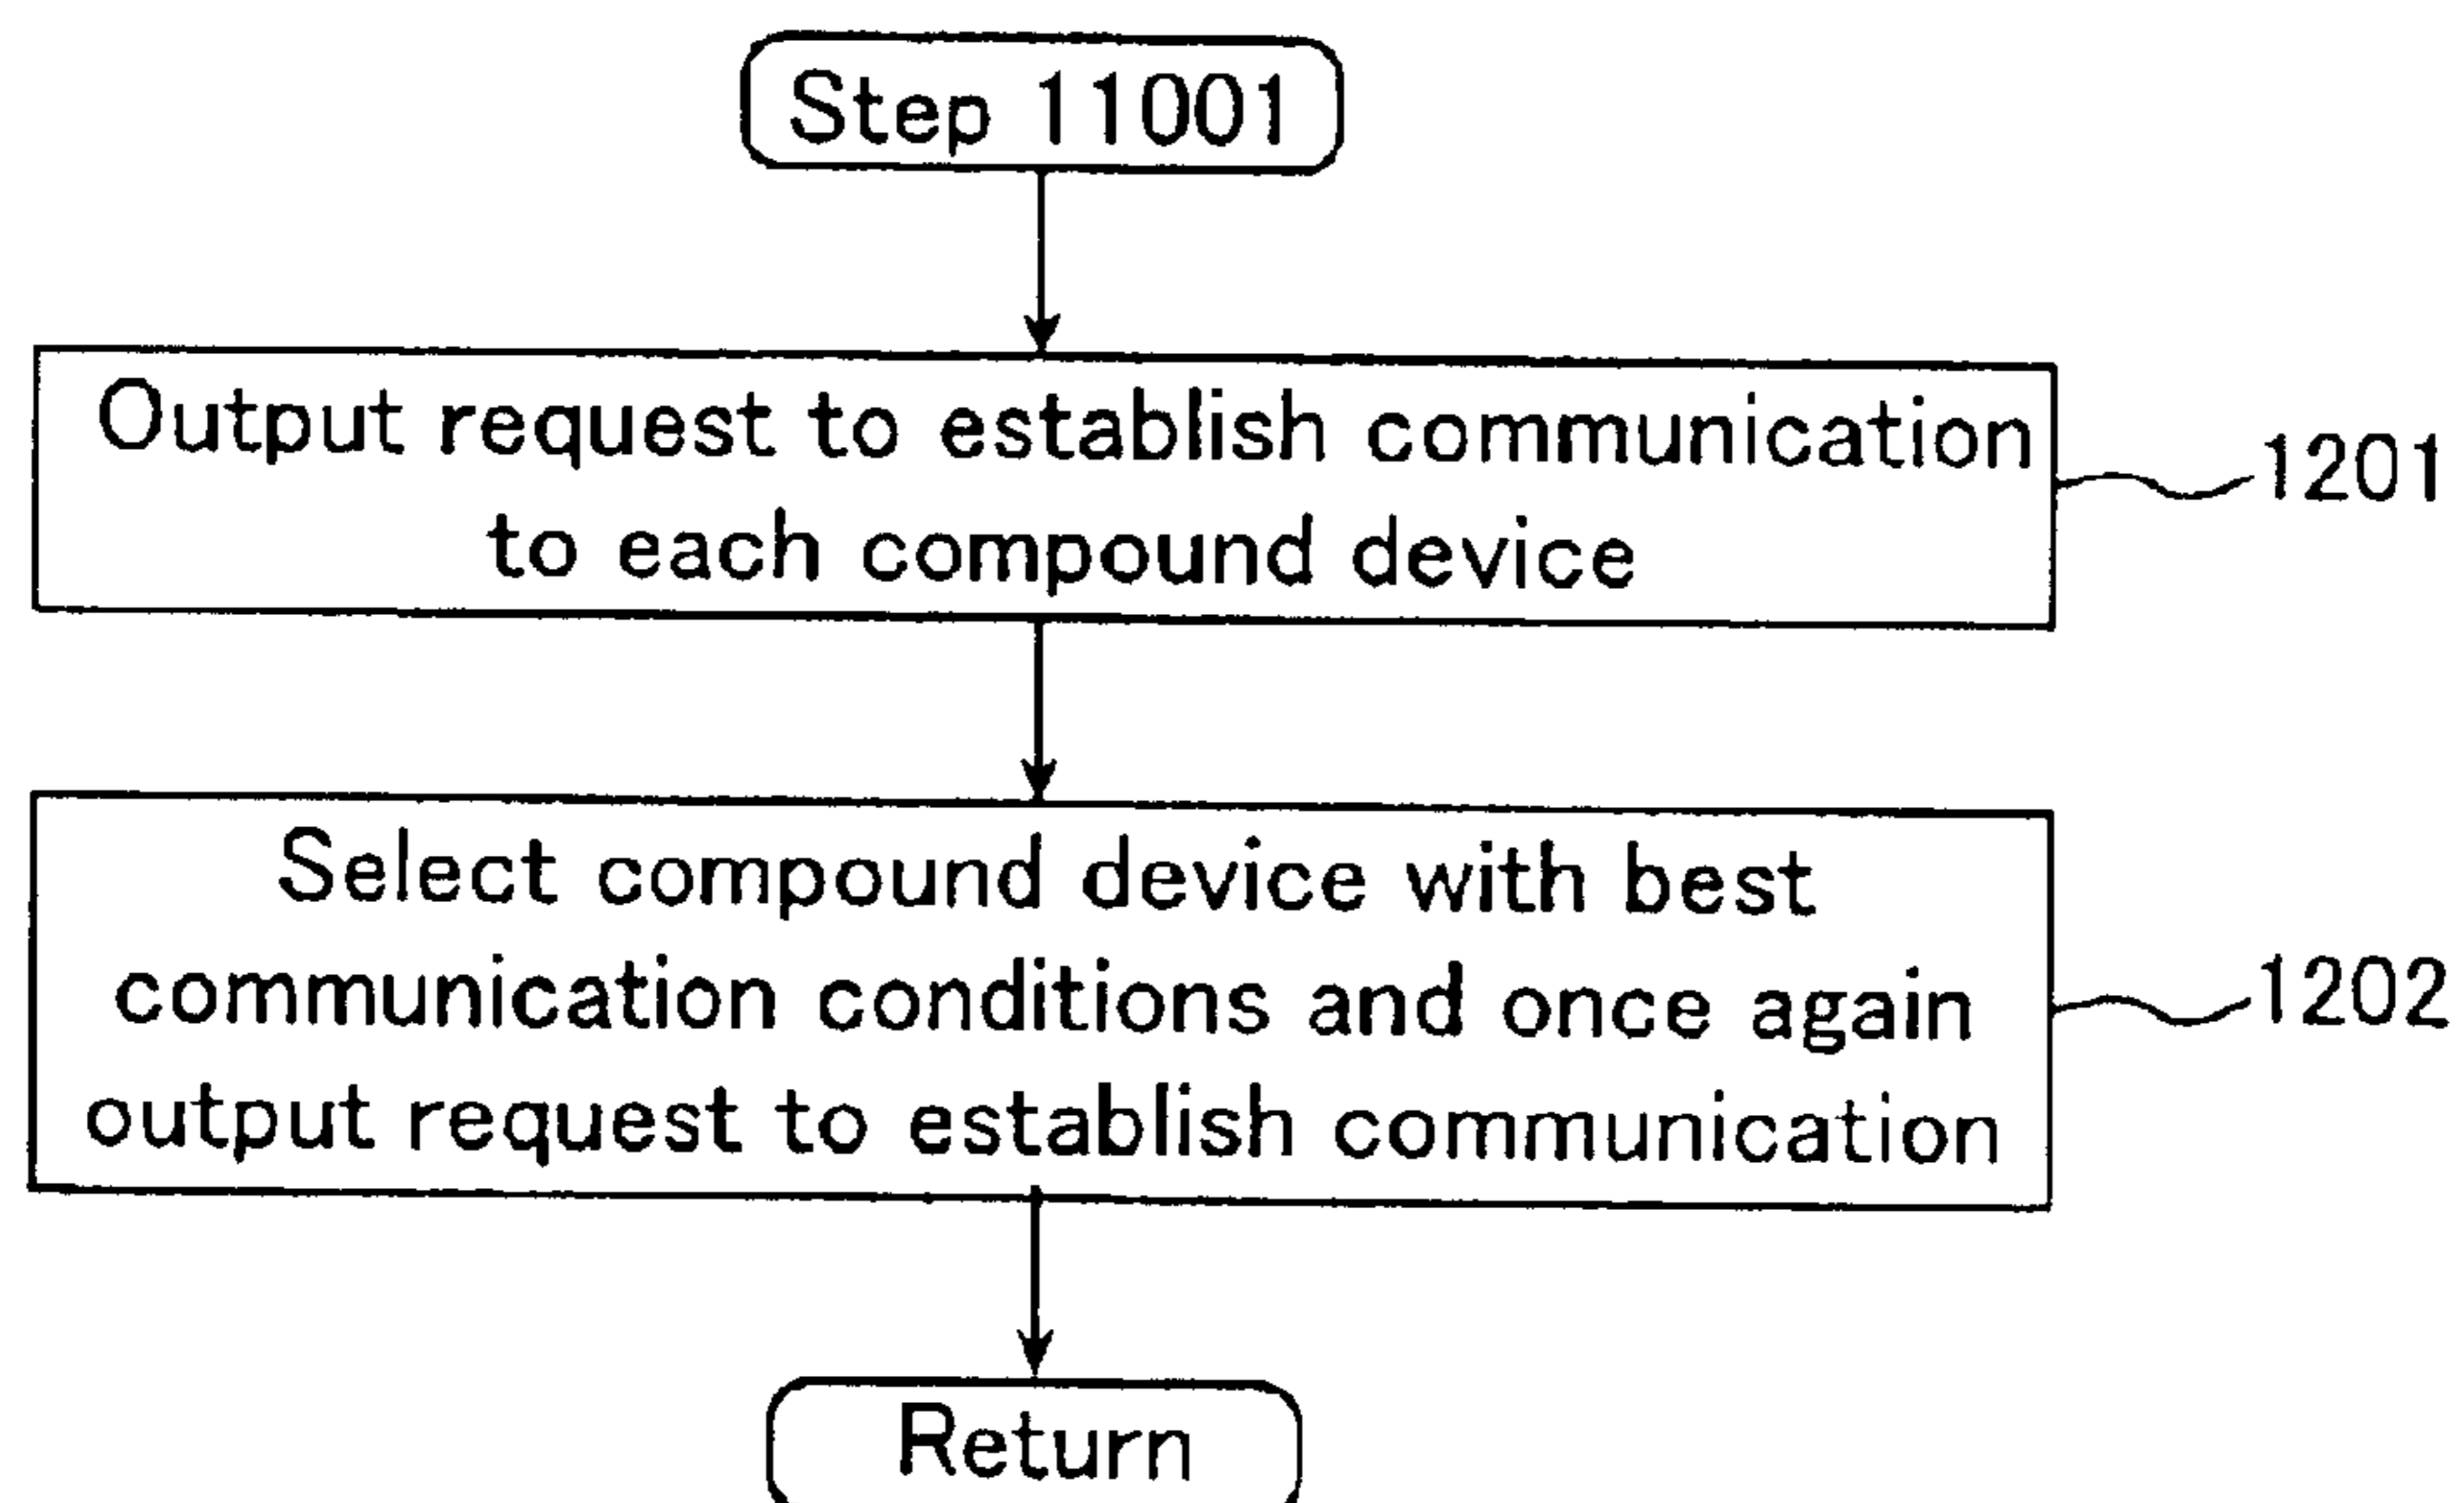 Step 11001
Output request to establish communication
to each compound device
1201
Select compound device with best
communication conditions and once again
output request to establish communication
1202
Return